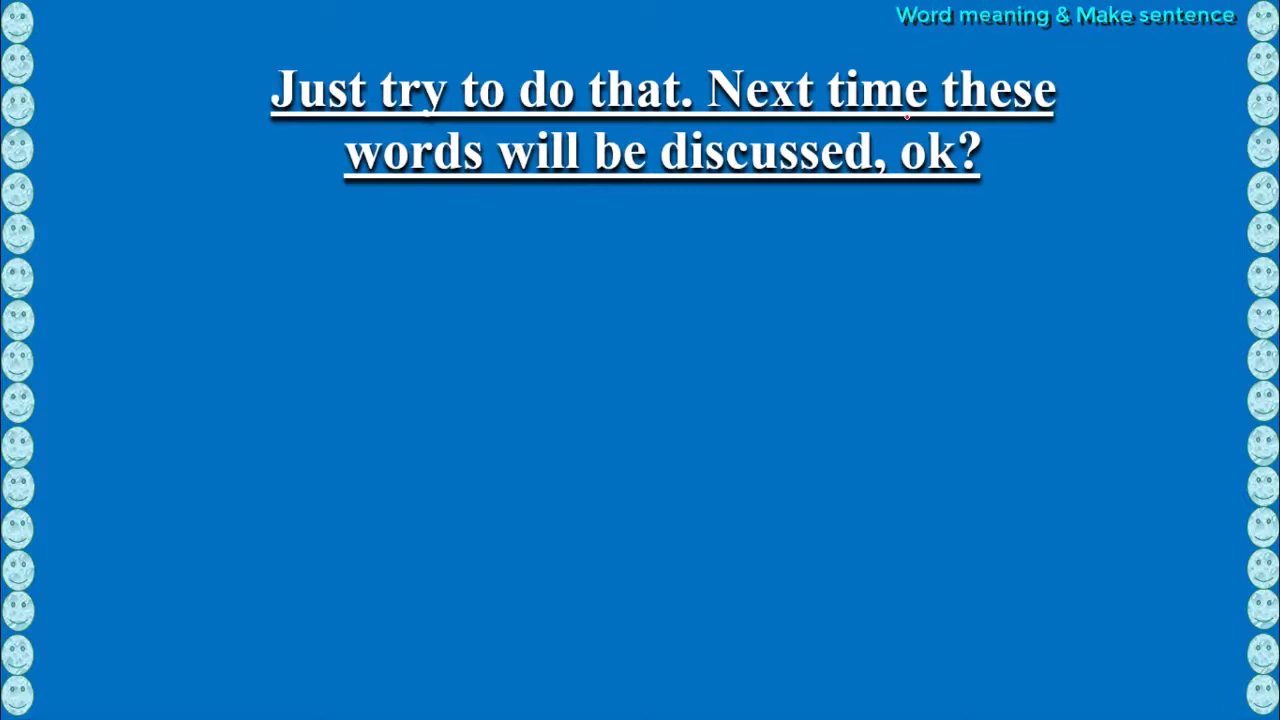 Word meaning & Make sentence
Just try to do that. Next time these
words will be discussed, ok?